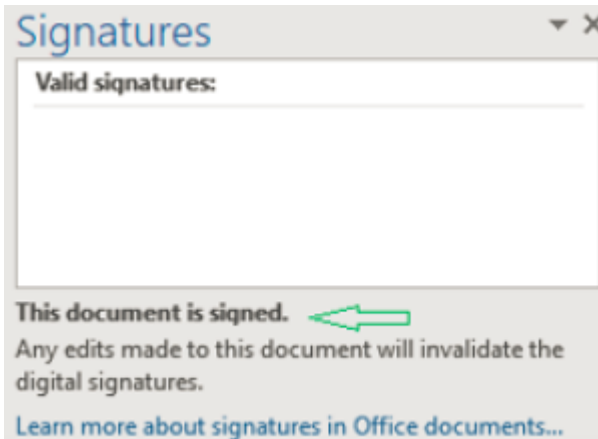 Signatures
Valid signatures:
This document is signed.
Any edits made to this document will invalidate the
digital signatures.
Learn more about signatures in Office documents...